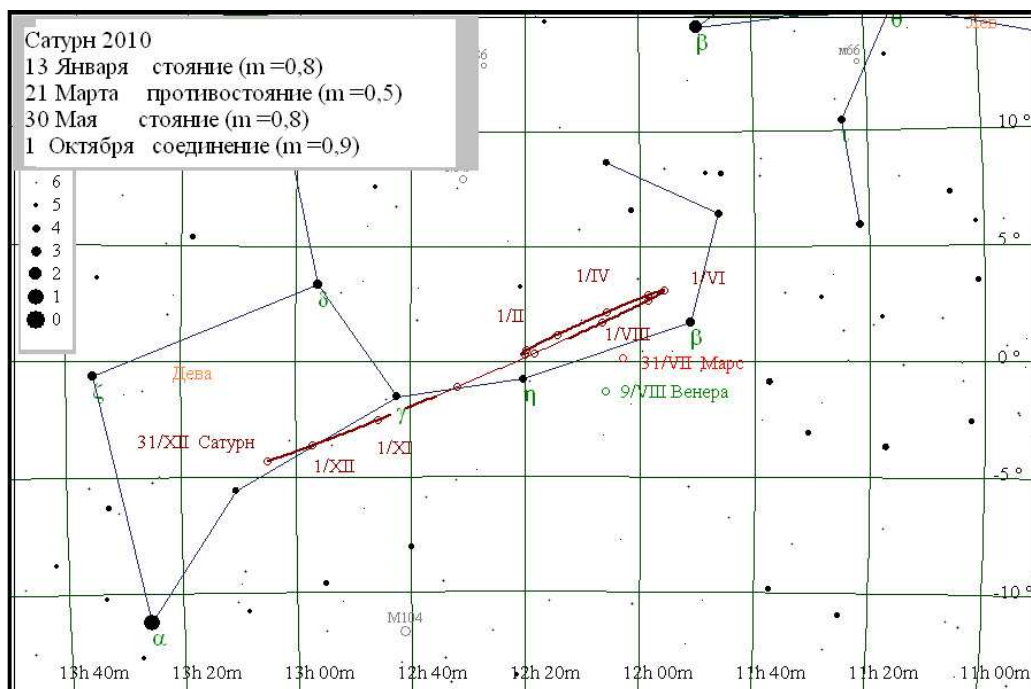 Сатурн 2010
13 Января стояние (m =0,8)
21 Марта противостояние (m =0,5)
30 Мая стояние (m =0,8)
1 Октября соединение (m =0,9)
6
5
4
3
2
1
0
β
θ
Лев
м66
ι
10 °
5 °
0 °
-5 °
-10 °
δ
1/IV
1/VI
1/II
1/VIII
β
31/VII Марс
9/VIII Венера
η
Дева
ζ
γ
31/XII Сатурн
1/XI
1/XII
M104
α
13h 40m
13h 20m
13h 00m
12h 40m
12h 20m
12h 00m
11h 40m
11h 20m
11h 00m